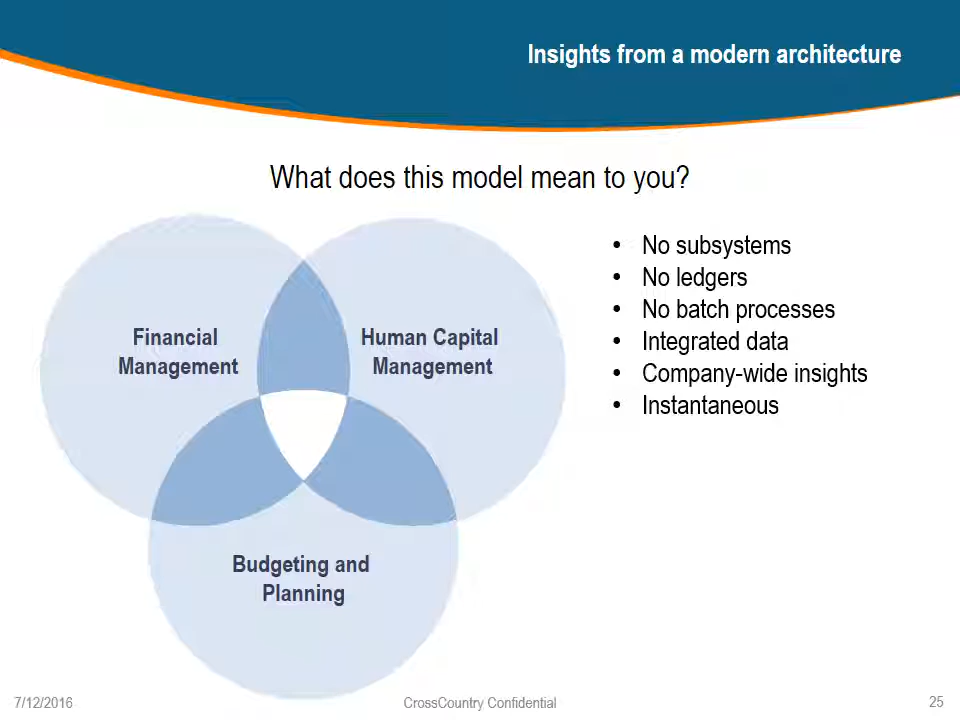 Insights from a modern architecture
What does this model mean to you?
Financial
Management
Human Capital
Management
Budgeting and
Planning
• No subsystems
• No ledgers
• No batch processes
• Integrated data
• Company-wide insights
• Instantaneous
7/12/2016
CrossCountry Confidential
25